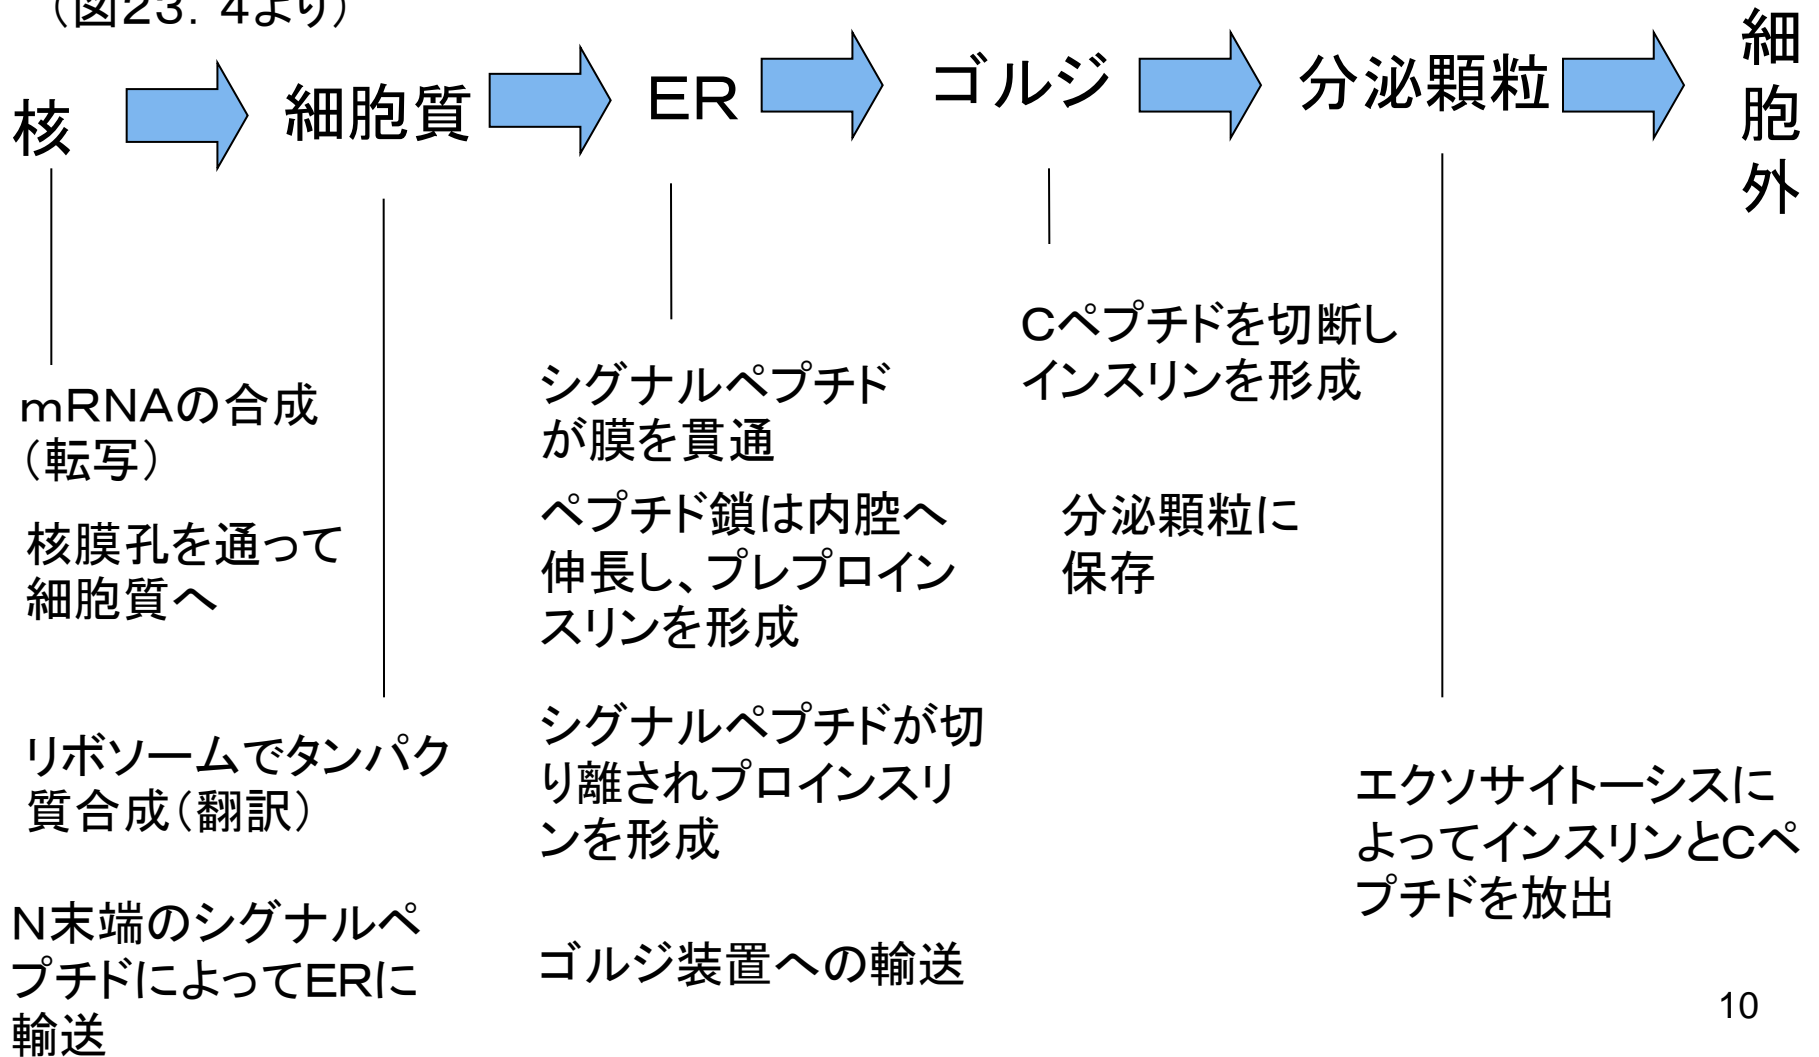 (図23．4より)
核
細胞質
ER
ゴルジ
分泌顆粒
細
胞
外
mRNAの合成
(転写)
核膜孔を通って
細胞質へ
リボソームでタンパク
質合成(翻訳)
N末端のシグナルペ
プチドによってERに
輸送
シグナルペプチド
が膜を貫通
ペプチド鎖は内腔へ
伸長し、プレプロイン
スリンを形成
シグナルペプチドが切
り離されプロインスリ
ンを形成
ゴルジ装置への輸送
Cペプチドを切断し
インスリンを形成
分泌顆粒に
保存
エクソサイトーシスに
よってインスリンとCペ
プチドを放出
10